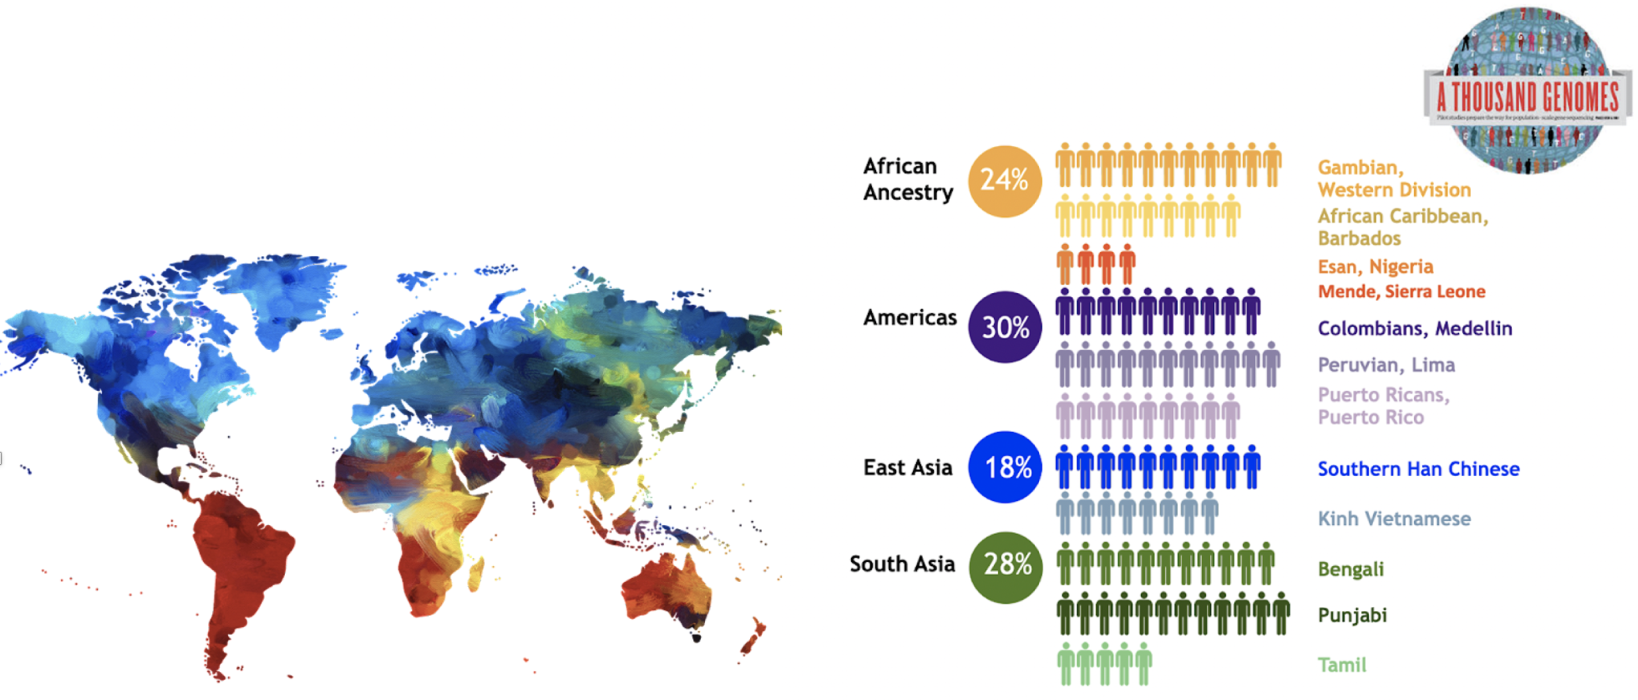 A THOUSAND GENOMES
African
Ancestry
24%
Gambian,
Western Division
African Caribbean,
Barbados
Esan, Nigeria
Mende, Sierra Leone
Americas
30%
Colombians, Medellin
Peruvian, Lima
Puerto Ricans,
Puerto Rico
East Asia
18%
Southern Han Chinese
Kinh Vietnamese
South Asia
28%
Bengali
Punjabi
Tamil